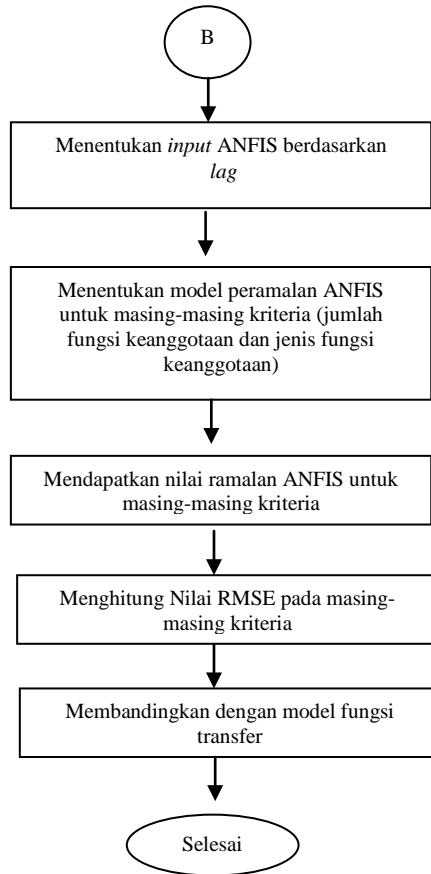 B
Menentukan input ANFIS berdasarkan
lag
Menentukan model peramalan ANFIS
untuk masing-masing kriteria (jumlah
fungsi keanggotaan dan jenis fungsi
keanggotaan)
Mendapatkan nilai ramalan ANFIS untuk
masing-masing kriteria
Menghitung Nilai RMSE pada masing-
masing kriteria
Membandingkan dengan model fungsi
transfer
Selesai